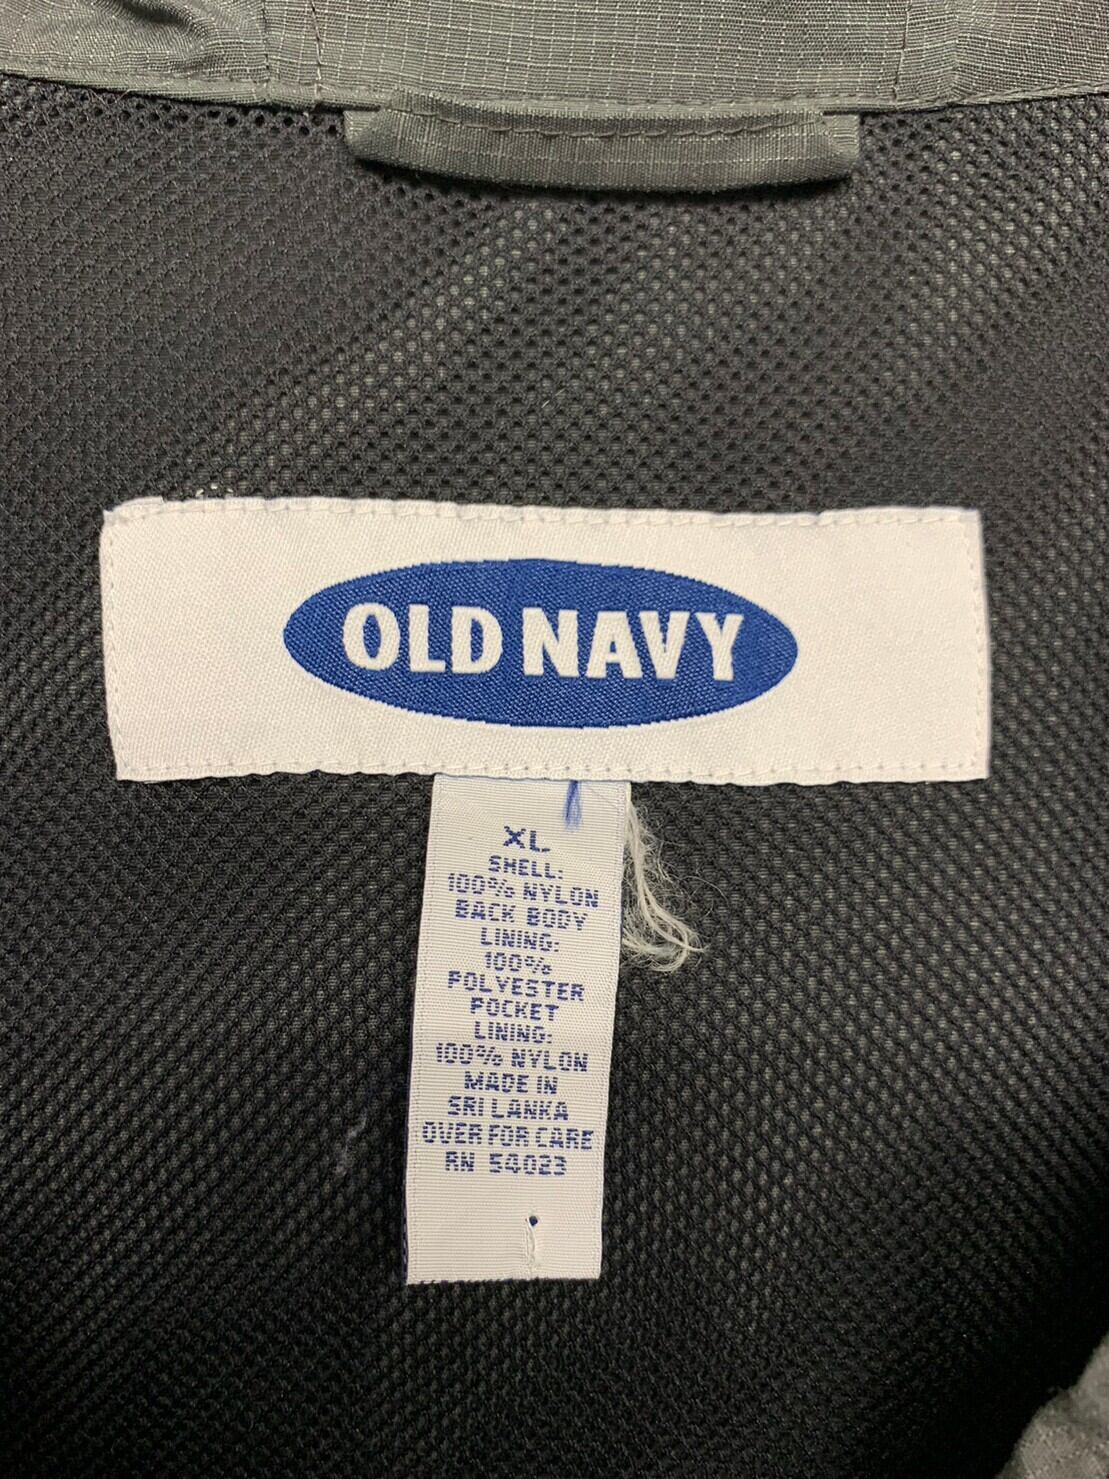 OLD NAVY
XL
SHELL:
100% NYLON
BACK BODY
LINING:
100%
POLYESTER
POCKET
LINING:
100% NYLON
MADE IN
SRI LANKA
OVER FOR CARE
RN 54023